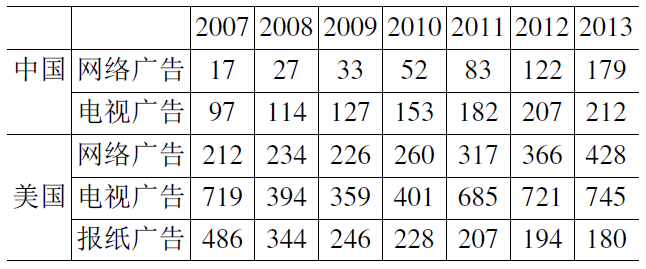 2007 2008 2009 2010 2011 2012 2013
中国 网络广告 17 27 33 52 83 122 179
电视广告 97 114 127 153 182 207 212
网络广告 212 234 226 260 317 366 428
美国 电视广告 719 394 359 401 685 721 745
报纸广告 486 344 246 228 207 194 180